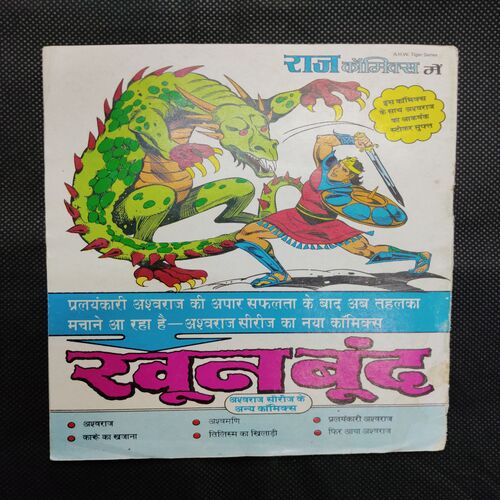 A.H.W. Tiger Series
राज कॉमिक्स में
इस कॉमिक्स
के साथ अश्वराज
का आकर्षक
स्टीकर मुफ्त
प्रलयंकारी अश्वराज की अपार सफलता के बाद अब तहलका
मचाने आ रहा है—अश्वराज सीरीज का नया कॉमिक्स
खून बूंद
अश्वराज सीरीज के
अन्य कॉमिक्स
• अश्वराज • अश्वमणि • प्रलयंकारी अश्वराज
• कारूं का खजाना • तिलिस्म का खिलाड़ी • फिर आया अश्वराज